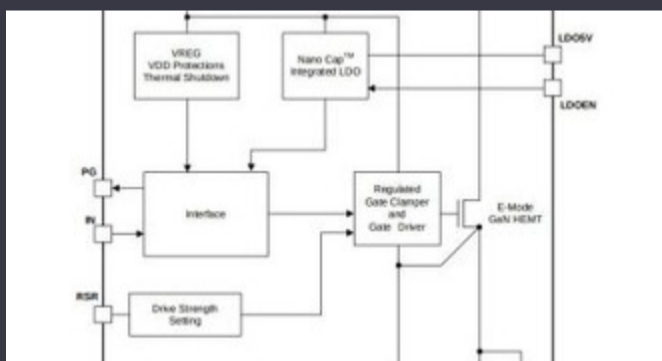 VREG
VDD Protections
Thermal Shutdown
Nano Cap™
Integrated LDO
LDO5V
LDOEN
PG
IN
Interface
Regulated
Gate Clamper
and
Gate Driver
E-Mode
GaN HEMT
RSR
Drive Strength
Setting